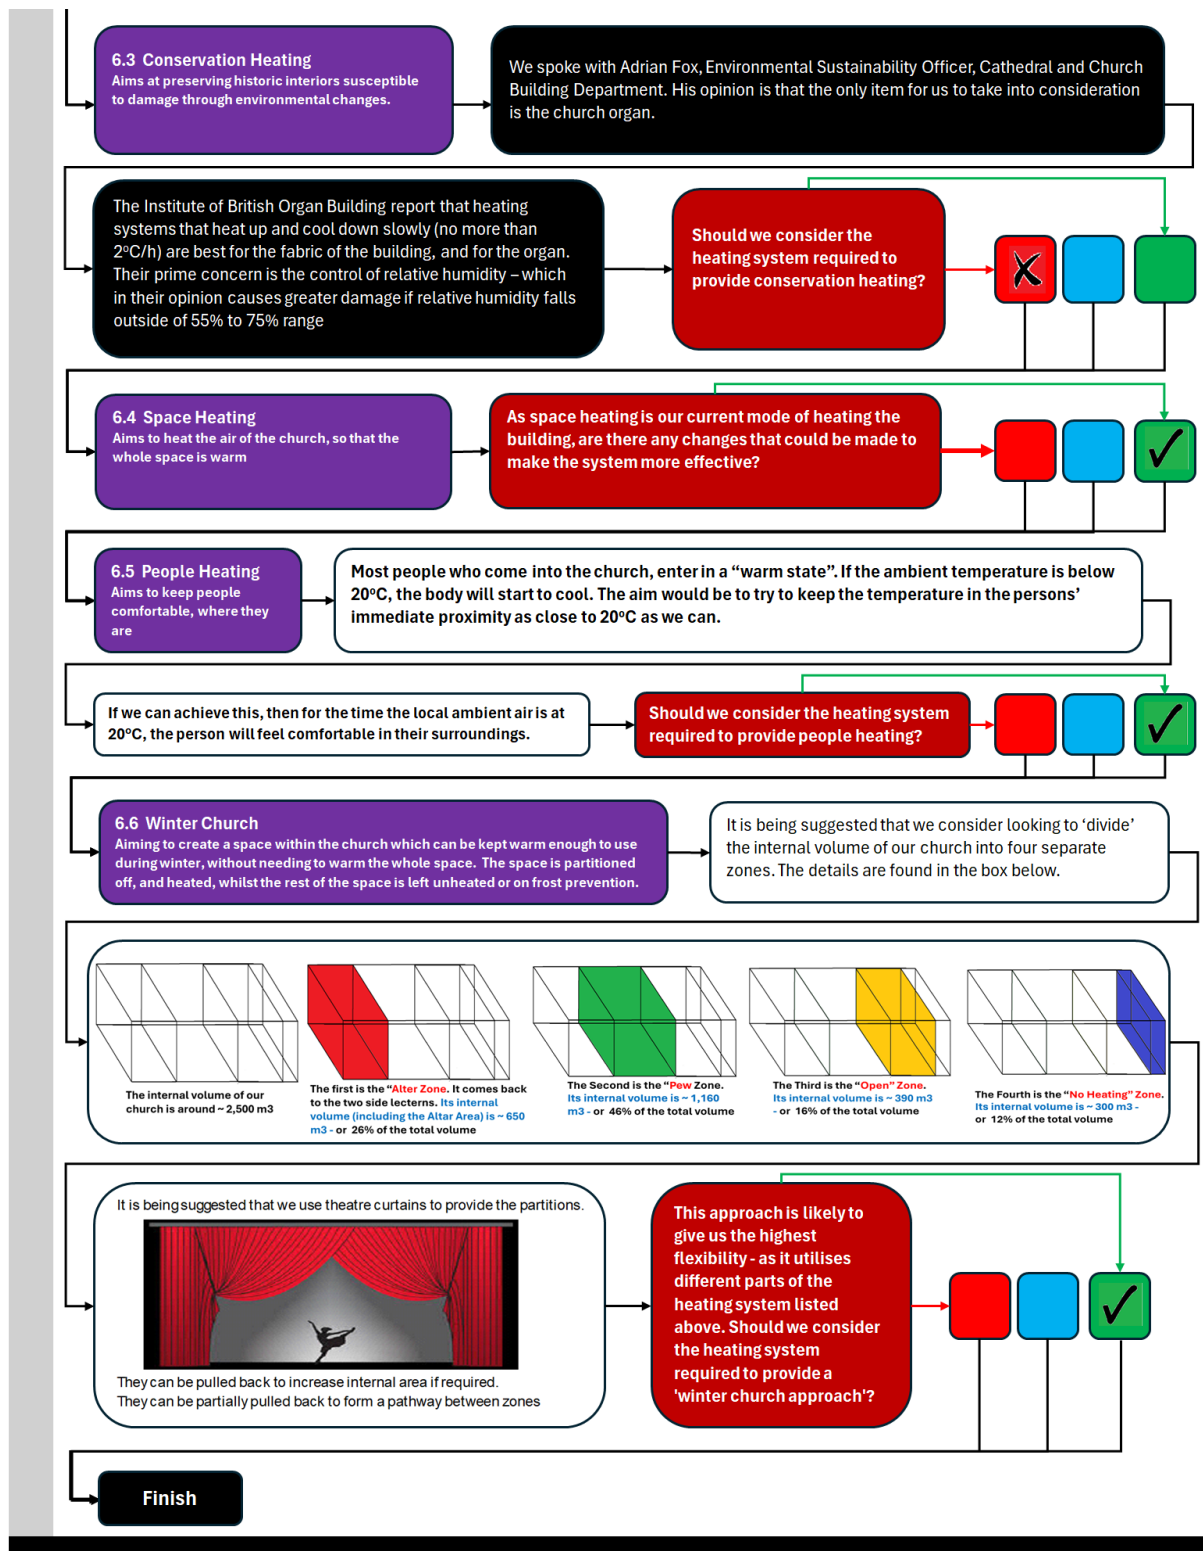 6.3 Conservation Heating
Aims at preserving historic interiors susceptible
to damage through environmental changes.
We spoke with Adrian Fox, Environmental Sustainability Officer, Cathedral and Church
Building Department. His opinion is that the only item for us to take into consideration
is the church organ.
The Institute of British Organ Building report that heating
systems that heat up and cool down slowly (no more than
2ºC/h) are best for the fabric of the building, and for the organ.
Their prime concern is the control of relative humidity – which
in their opinion causes greater damage if relative humidity falls
outside of 55% to 75% range
Should we consider the
heating system required to
provide conservation heating?
6.4 Space Heating
Aims to heat the air of the church, so that the
whole space is warm
As space heating is our current mode of heating the
building, are there any changes that could be made to
make the system more effective?
6.5 People Heating
Aims to keep people
comfortable, where they
are
Most people who come into the church, enter in a “warm state”. If the ambient temperature is below
20ºC, the body will start to cool. The aim would be to try to keep the temperature in the persons’
immediate proximity as close to 20ºC as we can.
If we can achieve this, then for the time the local ambient air is at
20ºC, the person will feel comfortable in their surroundings.
Should we consider the heating system
required to provide people heating?
6.6 Winter Church
Aiming to create a space within the church which can be kept warm enough to use
during winter, without needing to warm the whole space. The space is partitioned
off, and heated, whilst the rest of the space is left unheated or on frost prevention.
It is being suggested that we consider looking to ‘divide’
the internal volume of our church into four separate
zones. The details are found in the box below.
The internal volume of our
church is around ~ 2,500 m3
The first is the “Alter Zone. It comes back
to the two side lecterns. Its internal
volume (including the Altar Area) is ~ 650
m3 - or 26% of the total volume
The Second is the “Pew Zone.
Its internal volume is ~ 1,160
m3 - or 46% of the total volume
The Third is the “Open” Zone.
Its internal volume is ~ 390 m3
- or 16% of the total volume
The Fourth is the “No Heating” Zone.
Its internal volume is ~ 300 m3 -
or 12% of the total volume
It is being suggested that we use theatre curtains to provide the partitions.
They can be pulled back to increase internal area if required.
They can be partially pulled back to form a pathway between zones
This approach is likely to
give us the highest
flexibility - as it utilises
different parts of the
heating system listed
above. Should we consider
the heating system
required to provide a
'winter church approach'?
Finish